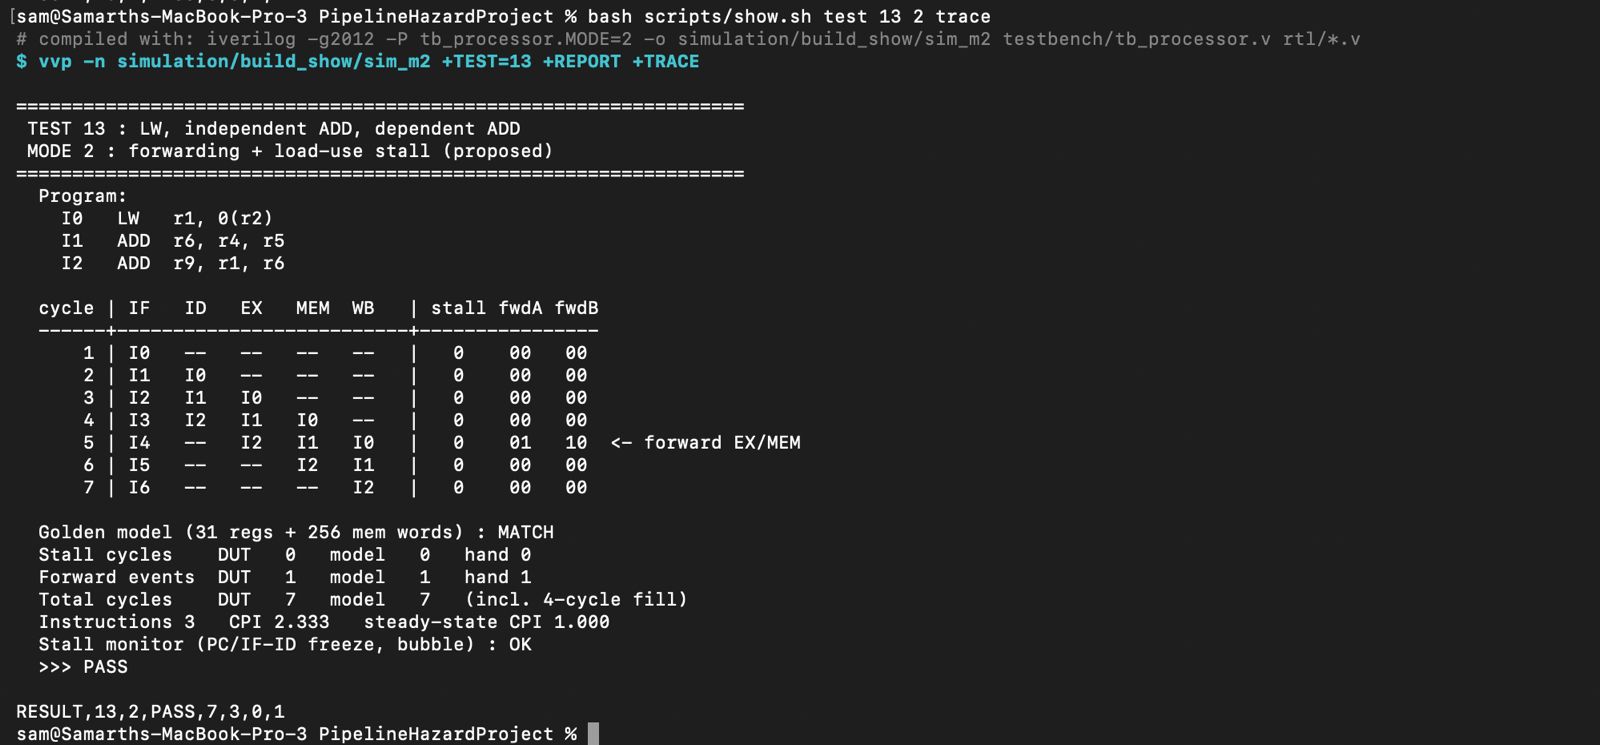 [sam@Samarths-MacBook-Pro-3 PipelineHazardProject % bash scripts/show.sh test 13 2 trace
# compiled with: iverilog -g2012 -P tb_processor.MODE=2 -o simulation/build_show/sim_m2 testbench/tb_processor.v rtl/*.v
$ vvp -n simulation/build_show/sim_m2 +TEST=13 +REPORT +TRACE
=================================================================
TEST 13 : LW, independent ADD, dependent ADD
MODE 2 : forwarding + load-use stall (proposed)
=================================================================
Program:
I0   LW   r1, 0(r2)
I1   ADD  r6, r4, r5
I2   ADD  r9, r1, r6
cycle | IF   ID   EX   MEM  WB   | stall fwdA fwdB
------+--------------------------+----------------
1 | I0   --   --   --   --   |   0    00   00
2 | I1   I0   --   --   --   |   0    00   00
3 | I2   I1   I0   --   --   |   0    00   00
4 | I3   I2   I1   I0   --   |   0    00   00
5 | I4   --   I2   I1   I0   |   0    01   10  <- forward EX/MEM
6 | I5   --   --   I2   I1   |   0    00   00
7 | I6   --   --   --   I2   |   0    00   00
Golden model (31 regs + 256 mem words) : MATCH
Stall cycles    DUT   0   model   0   hand 0
Forward events  DUT   1   model   1   hand 1
Total cycles    DUT   7   model   7   (incl. 4-cycle fill)
Instructions 3   CPI 2.333   steady-state CPI 1.000
Stall monitor (PC/IF-ID freeze, bubble) : OK
>>> PASS
RESULT,13,2,PASS,7,3,0,1
sam@Samarths-MacBook-Pro-3 PipelineHazardProject %